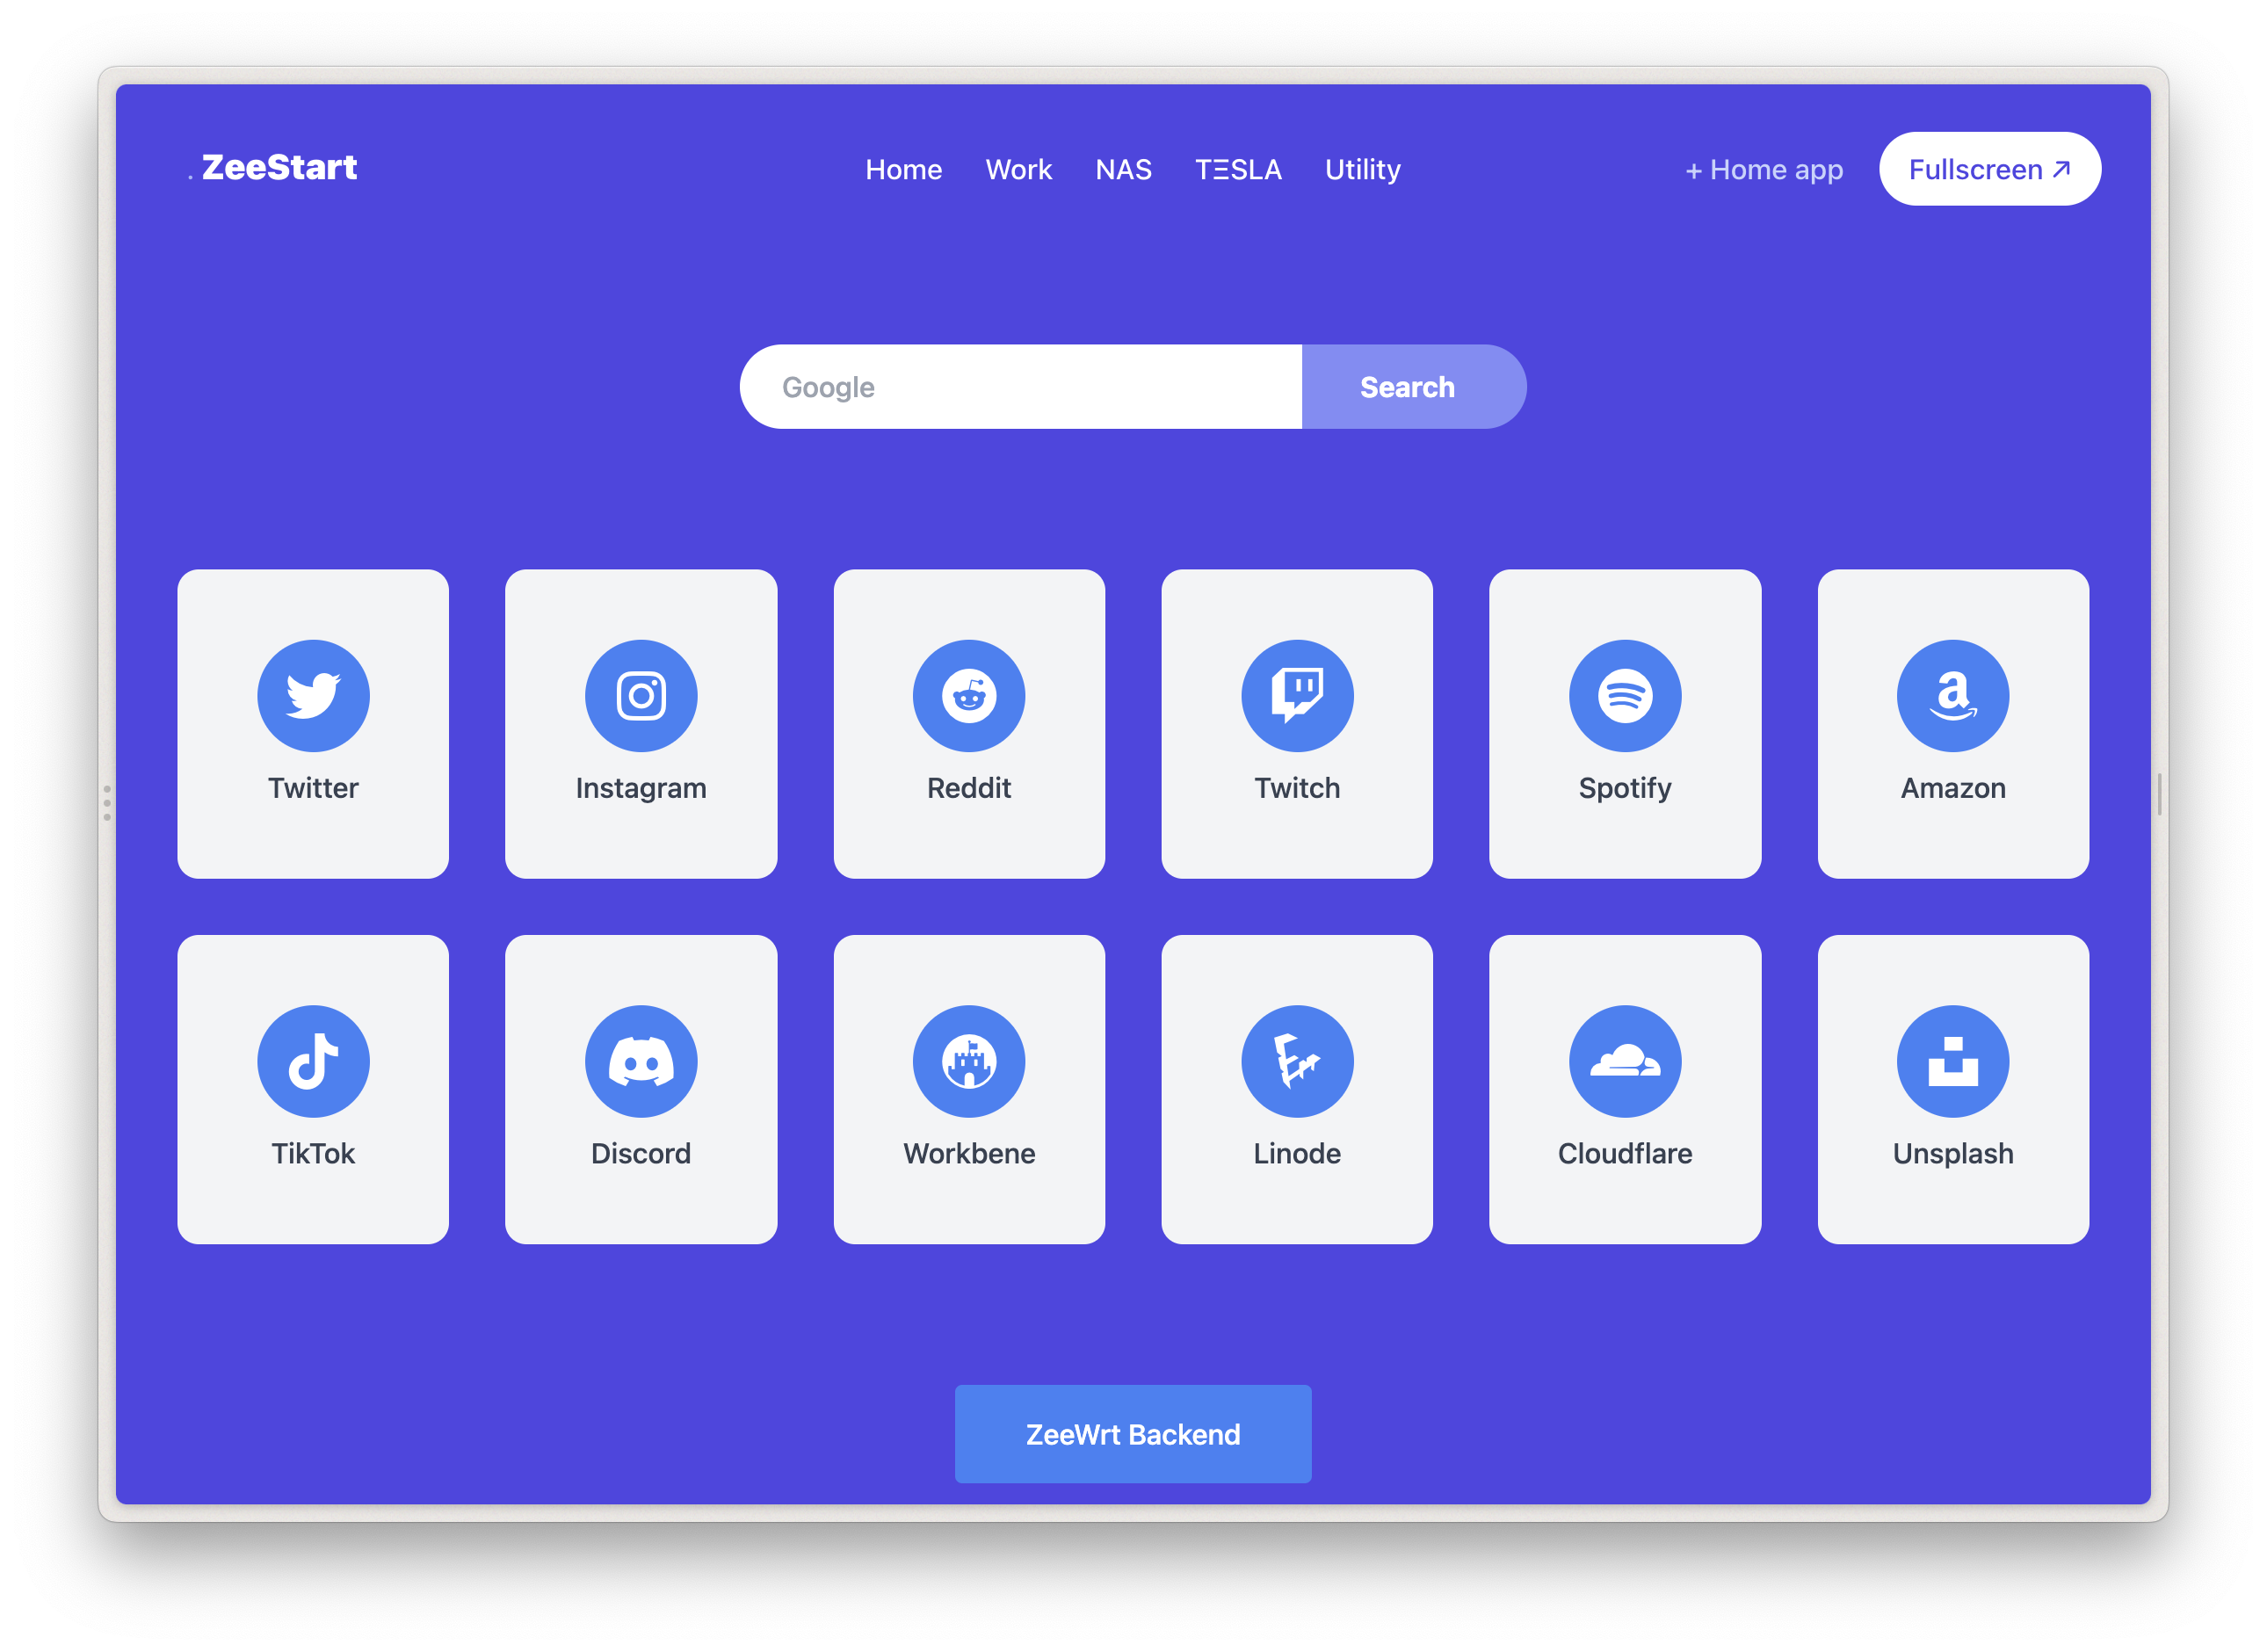 . ZeeStart
Home Work NAS TΞSLA Utility
+ Home app
Fullscreen ↗
Google
Search
Twitter
Instagram
Reddit
Twitch
Spotify
Amazon
TikTok
Discord
Workbene
Linode
Cloudflare
Unsplash
ZeeWrt Backend